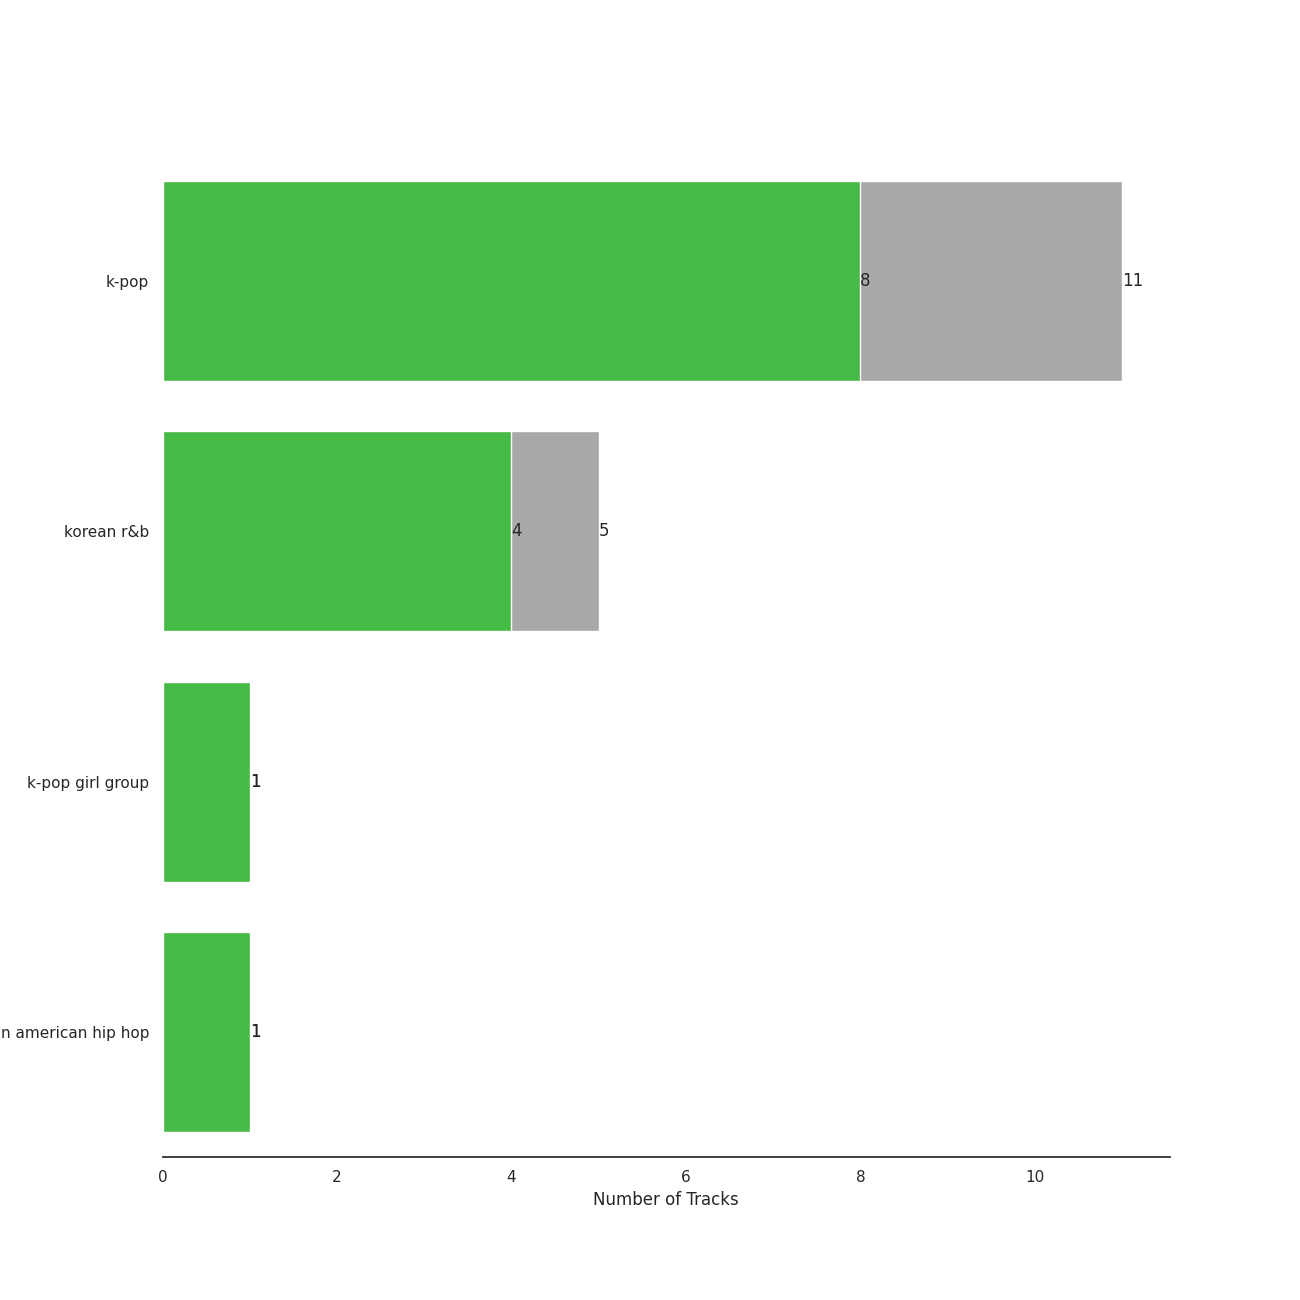 k-pop
8
11
korean r&b
4
5
k-pop girl group
1
n american hip hop
1
0 2 4 6 8 10
Number of Tracks